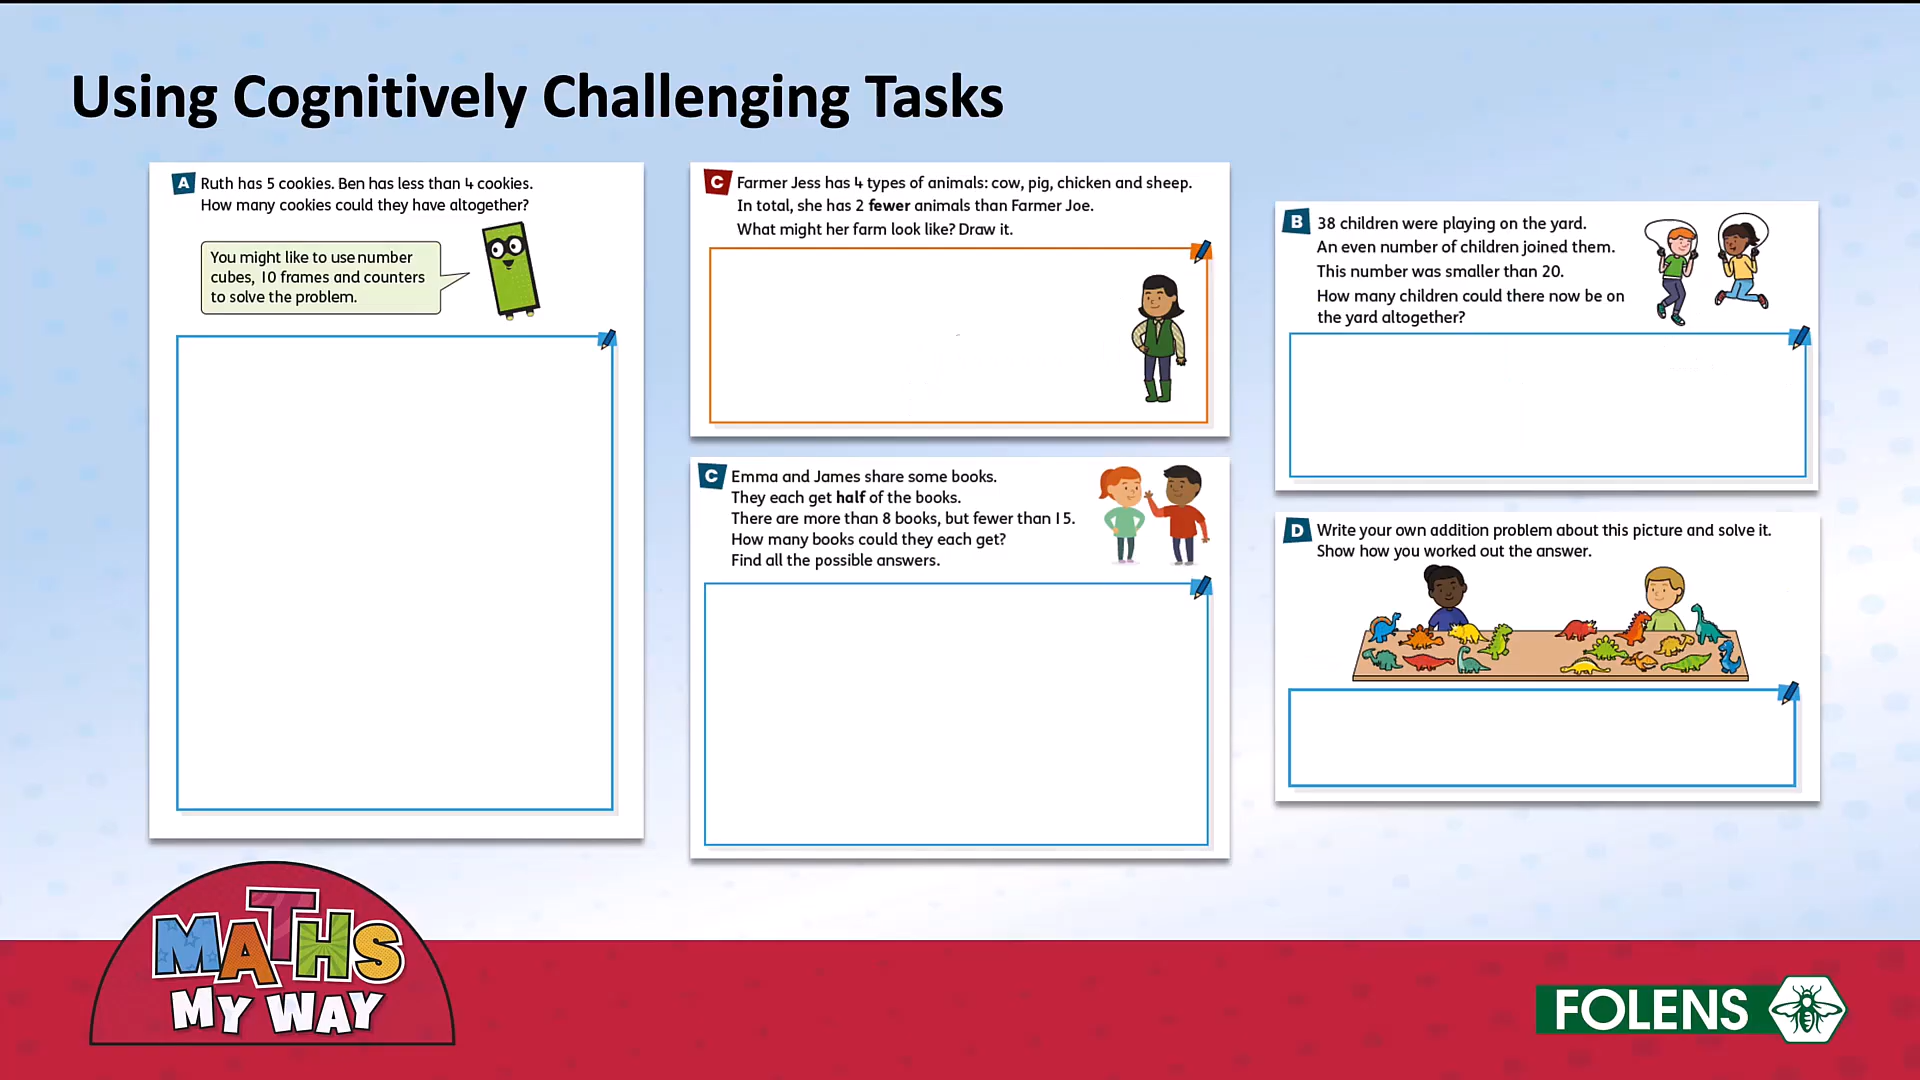 Using Cognitively Challenging Tasks
A
Ruth has 5 cookies. Ben has less than 4 cookies.
How many cookies could they have altogether?
You might like to use number
cubes, 10 frames and counters
to solve the problem.
C
Farmer Jess has 4 types of animals: cow, pig, chicken and sheep.
In total, she has 2 fewer animals than Farmer Joe.
What might her farm look like? Draw it.
C
Emma and James share some books.
They each get half of the books.
There are more than 8 books, but fewer than 15.
How many books could they each get?
Find all the possible answers.
B
38 children were playing on the yard.
An even number of children joined them.
This number was smaller than 20.
How many children could there now be on
the yard altogether?
D
Write your own addition problem about this picture and solve it.
Show how you worked out the answer.
MATHS
MY WAY
FOLENS